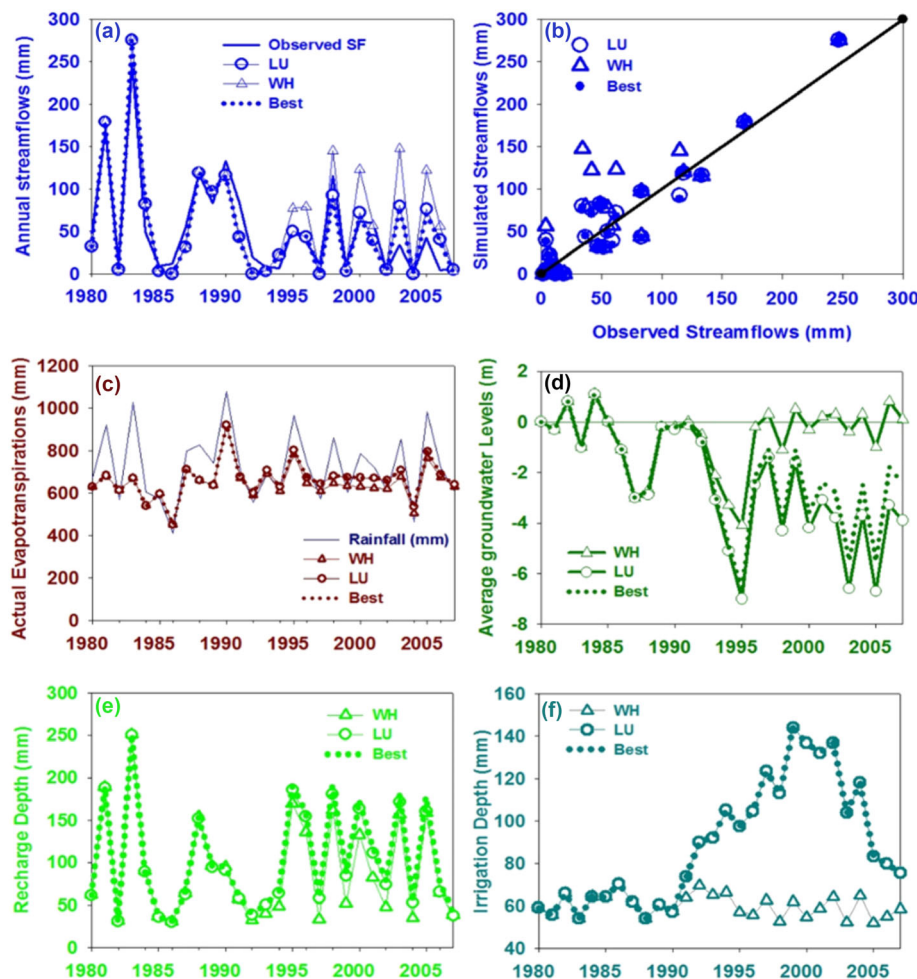 (a)
Annual streamflows (mm)
300
250
200
150
100
50
0
Observed SF
LU
WH
Best
1980 1985 1990 1995 2000 2005
(b)
Simulated Streamflows (mm)
300
250
200
150
100
50
0
LU
WH
Best
0 50 100 150 200 250 300
Observed Streamflows (mm)
(c)
Actual Evapotranspirations (mm)
1200
1000
800
600
400
200
0
Rainfall (mm)
WH
LU
Best
1980 1985 1990 1995 2000 2005
(d)
Average groundwater Levels (m)
2
0
-2
-4
-6
-8
WH
LU
Best
1980 1985 1990 1995 2000 2005
(e)
Recharge Depth (mm)
300
250
200
150
100
50
0
WH
LU
Best
1980 1985 1990 1995 2000 2005
(f)
Irrigation Depth (mm)
160
140
120
100
80
60
40
WH
LU
Best
1980 1985 1990 1995 2000 2005